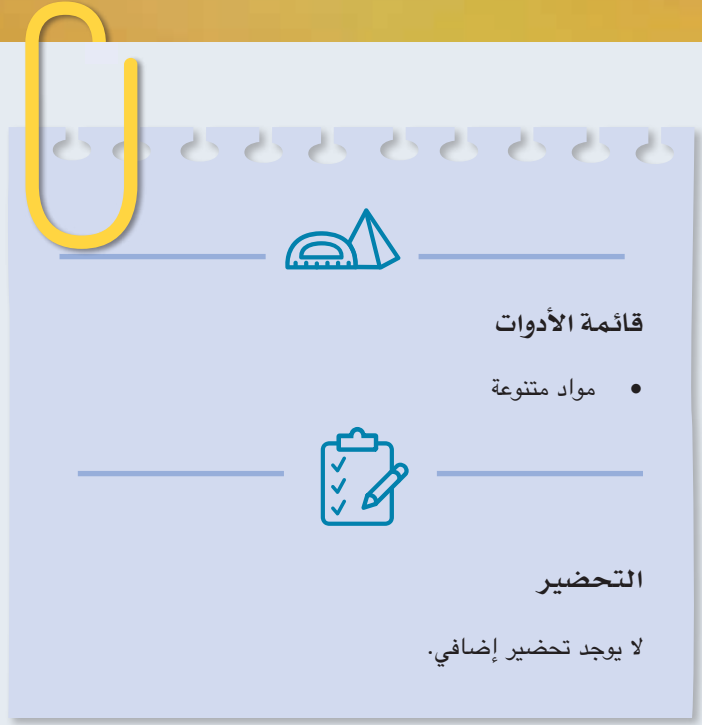 قائمة الأدوات
• مواد متنوعة
التحضير
لا يوجد تحضير إضافي.